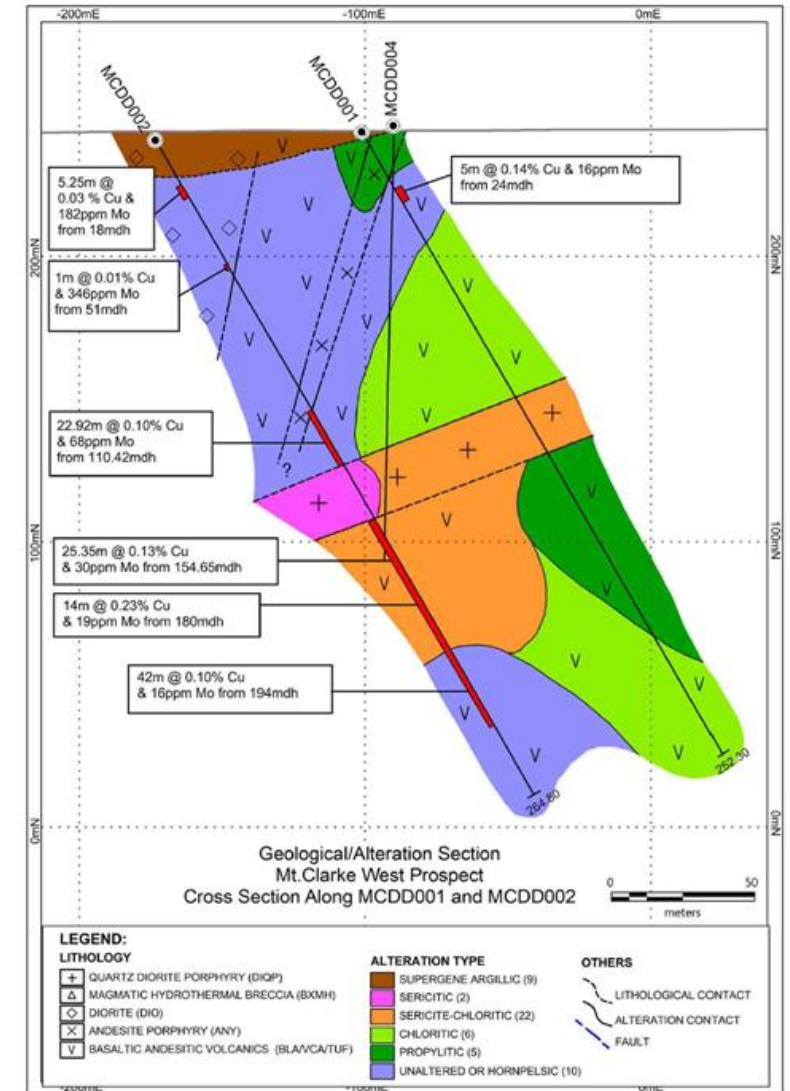 -200mE
-100mE
0mE
MCDD002
MCDD001
MCDD004
5.25m @
0.03 % Cu &
182ppm Mo
from 18mdh
5m @ 0.14% Cu & 16ppm Mo
from 24mdh
200mN
200mN
1m @ 0.01% Cu
& 346ppm Mo
from 51mdh
22.92m @ 0.10% Cu
& 68ppm Mo
from 110.42mdh
?
100mN
100mN
25.35m @ 0.13% Cu
& 30ppm Mo from 154.65mdh
14m @ 0.23% Cu
& 19ppm Mo from 180mdh
42m @ 0.10% Cu
& 16ppm Mo from 194mdh
252.30
264.80
0mN
0mN
Geological/Alteration Section
Mt.Clarke West Prospect
Cross Section Along MCDD001 and MCDD002
0 50
meters
LEGEND:
LITHOLOGY
+ QUARTZ DIORITE PORPHYRY (DIQP)
△ MAGMATIC HYDROTHERMAL BRECCIA (BXMH)
◇ DIORITE (DIO)
X ANDESITE PORPHYRY (ANY)
V BASALTIC ANDESITIC VOLCANICS (BLA/VCA/TUF)
ALTERATION TYPE
SUPERGENE ARGILLIC (9)
SERICITIC (2)
SERICITE-CHLORITIC (22)
CHLORITIC (6)
PROPYLITIC (5)
UNALTERED OR HORNPELSIC (10)
OTHERS
LITHOLOGICAL CONTACT
ALTERATION CONTACT
FAULT
-200mE
-100mE
0mE